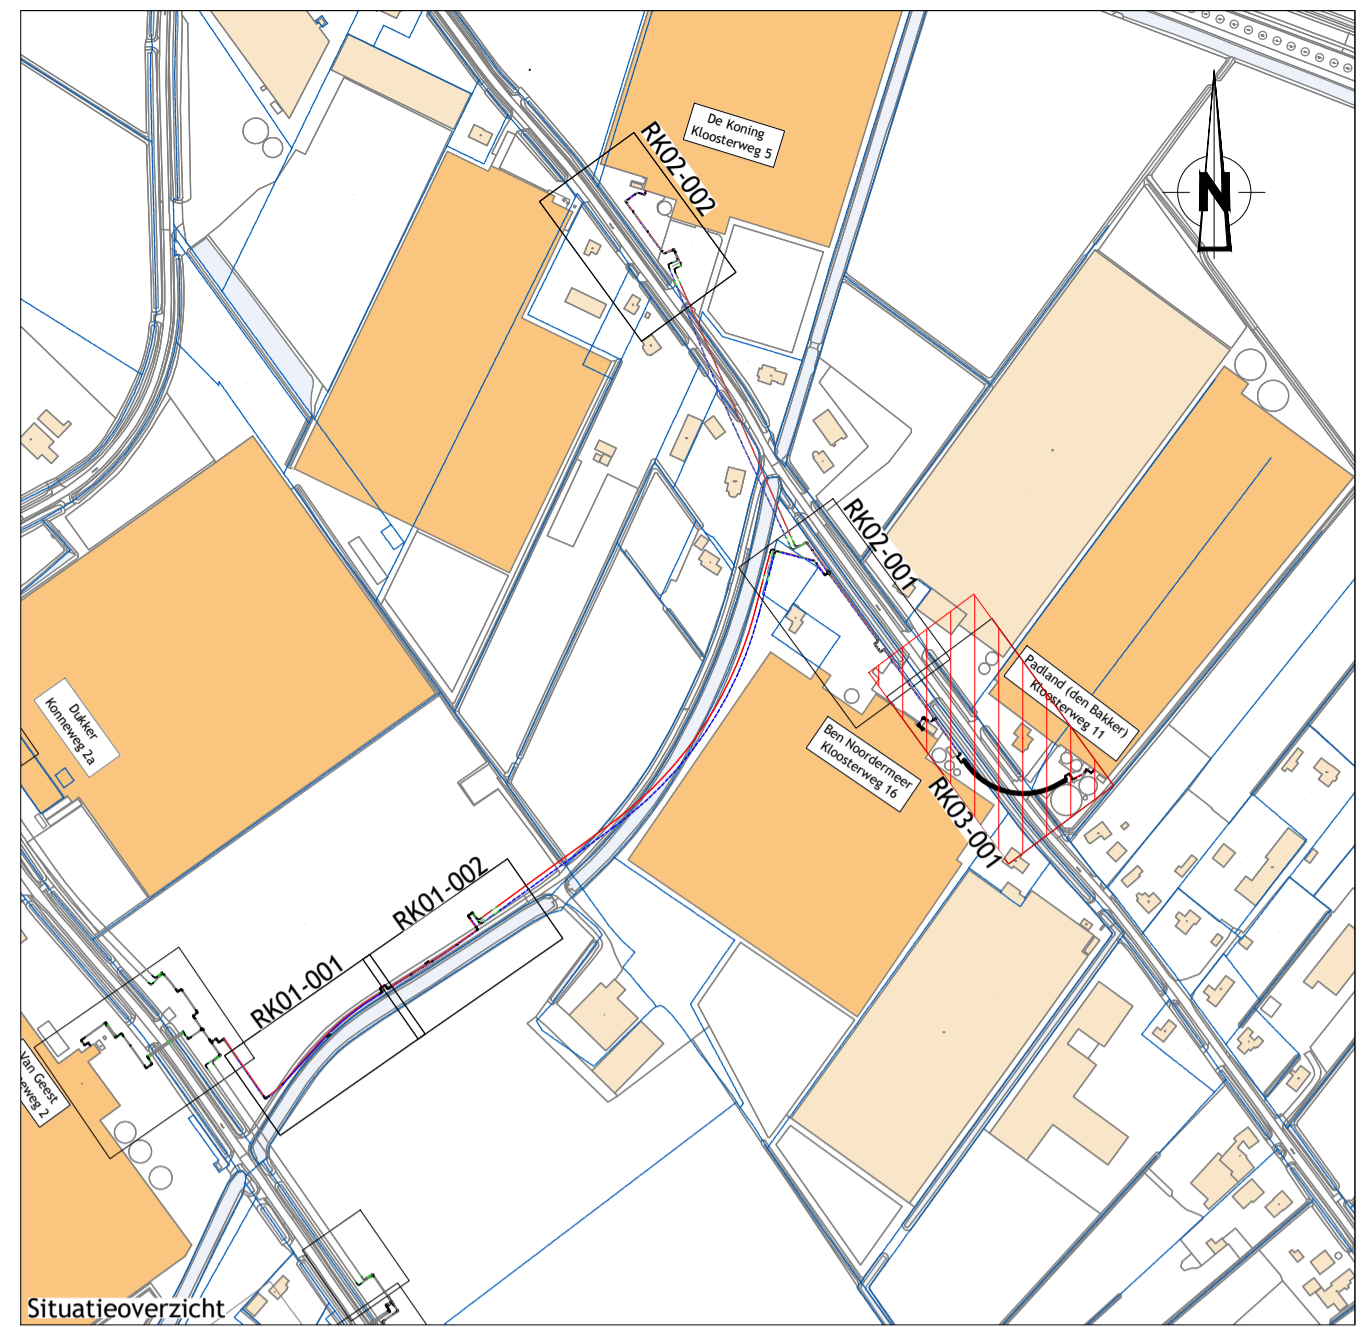 De Koning
Kloosterweg 5
RK02-002
N
RK02-001
Padland (den Bakker)
Kloosterweg 11
Dukker
Konneweg 2a
Ben Noordermeer
Kloosterweg 16
RK03-001
RK01-002
RK01-001
Van Geest
neweg 2
Situatieoverzicht